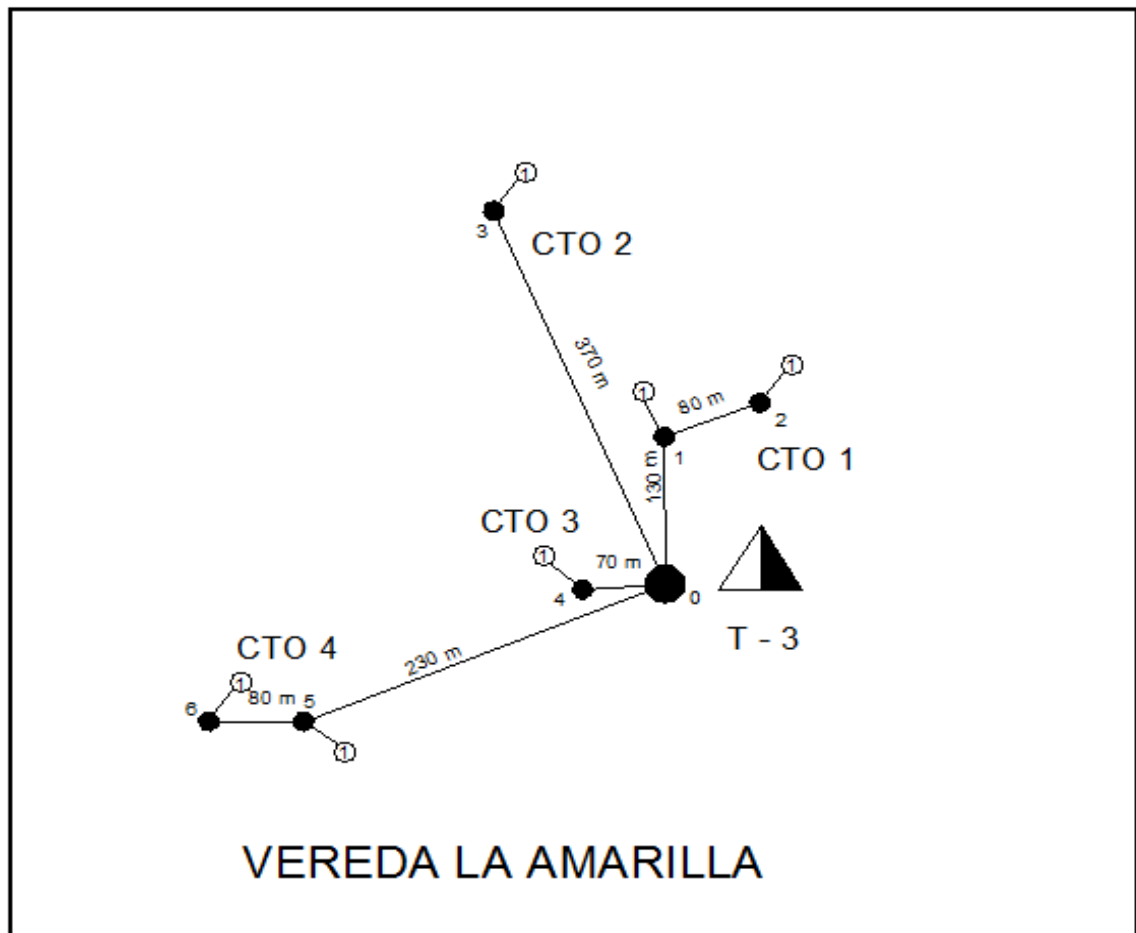 1
3
CTO 2
370 m
1
1
80 m
2
1
CTO 1
130 m
CTO 3
1
70 m
4
0
T - 3
CTO 4
230 m
1
80 m
5
6
1
VEREDA LA AMARILLA